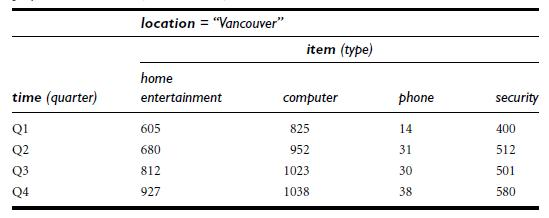 location = “Vancouver”
item (type)
home
time (quarter) entertainment computer phone security
Q1 605 825 14 400
Q2 680 952 31 512
Q3 812 1023 30 501
Q4 927 1038 38 580